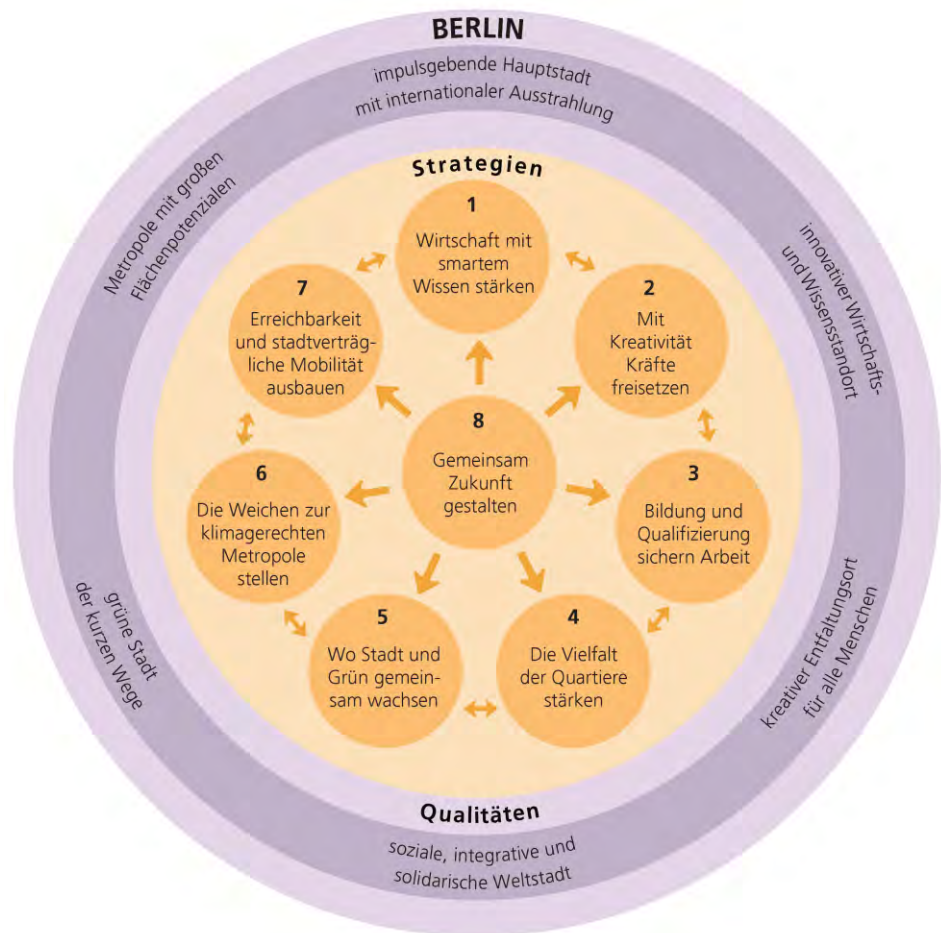 BERLIN
impulsgebende Hauptstadt
mit internationaler Ausstrahlung
innovativer Wirtschafts-
und Wissensstandort
kreativer Entfaltungsort
für alle Menschen
soziale, integrative und
solidarische Weltstadt
grüne Stadt
der kurzen Wege
Metropole mit großen
Flächenpotenzialen
Strategien
1
Wirtschaft mit
smartem
Wissen stärken
2
Mit
Kreativität
Kräfte
freisetzen
3
Bildung und
Qualifizierung
sichern Arbeit
4
Die Vielfalt
der Quartiere
stärken
5
Wo Stadt und
Grün gemein-
sam wachsen
6
Die Weichen zur
klimagerechten
Metropole
stellen
7
Erreichbarkeit
und stadtverträg-
liche Mobilität
ausbauen
8
Gemeinsam
Zukunft
gestalten
Qualitäten